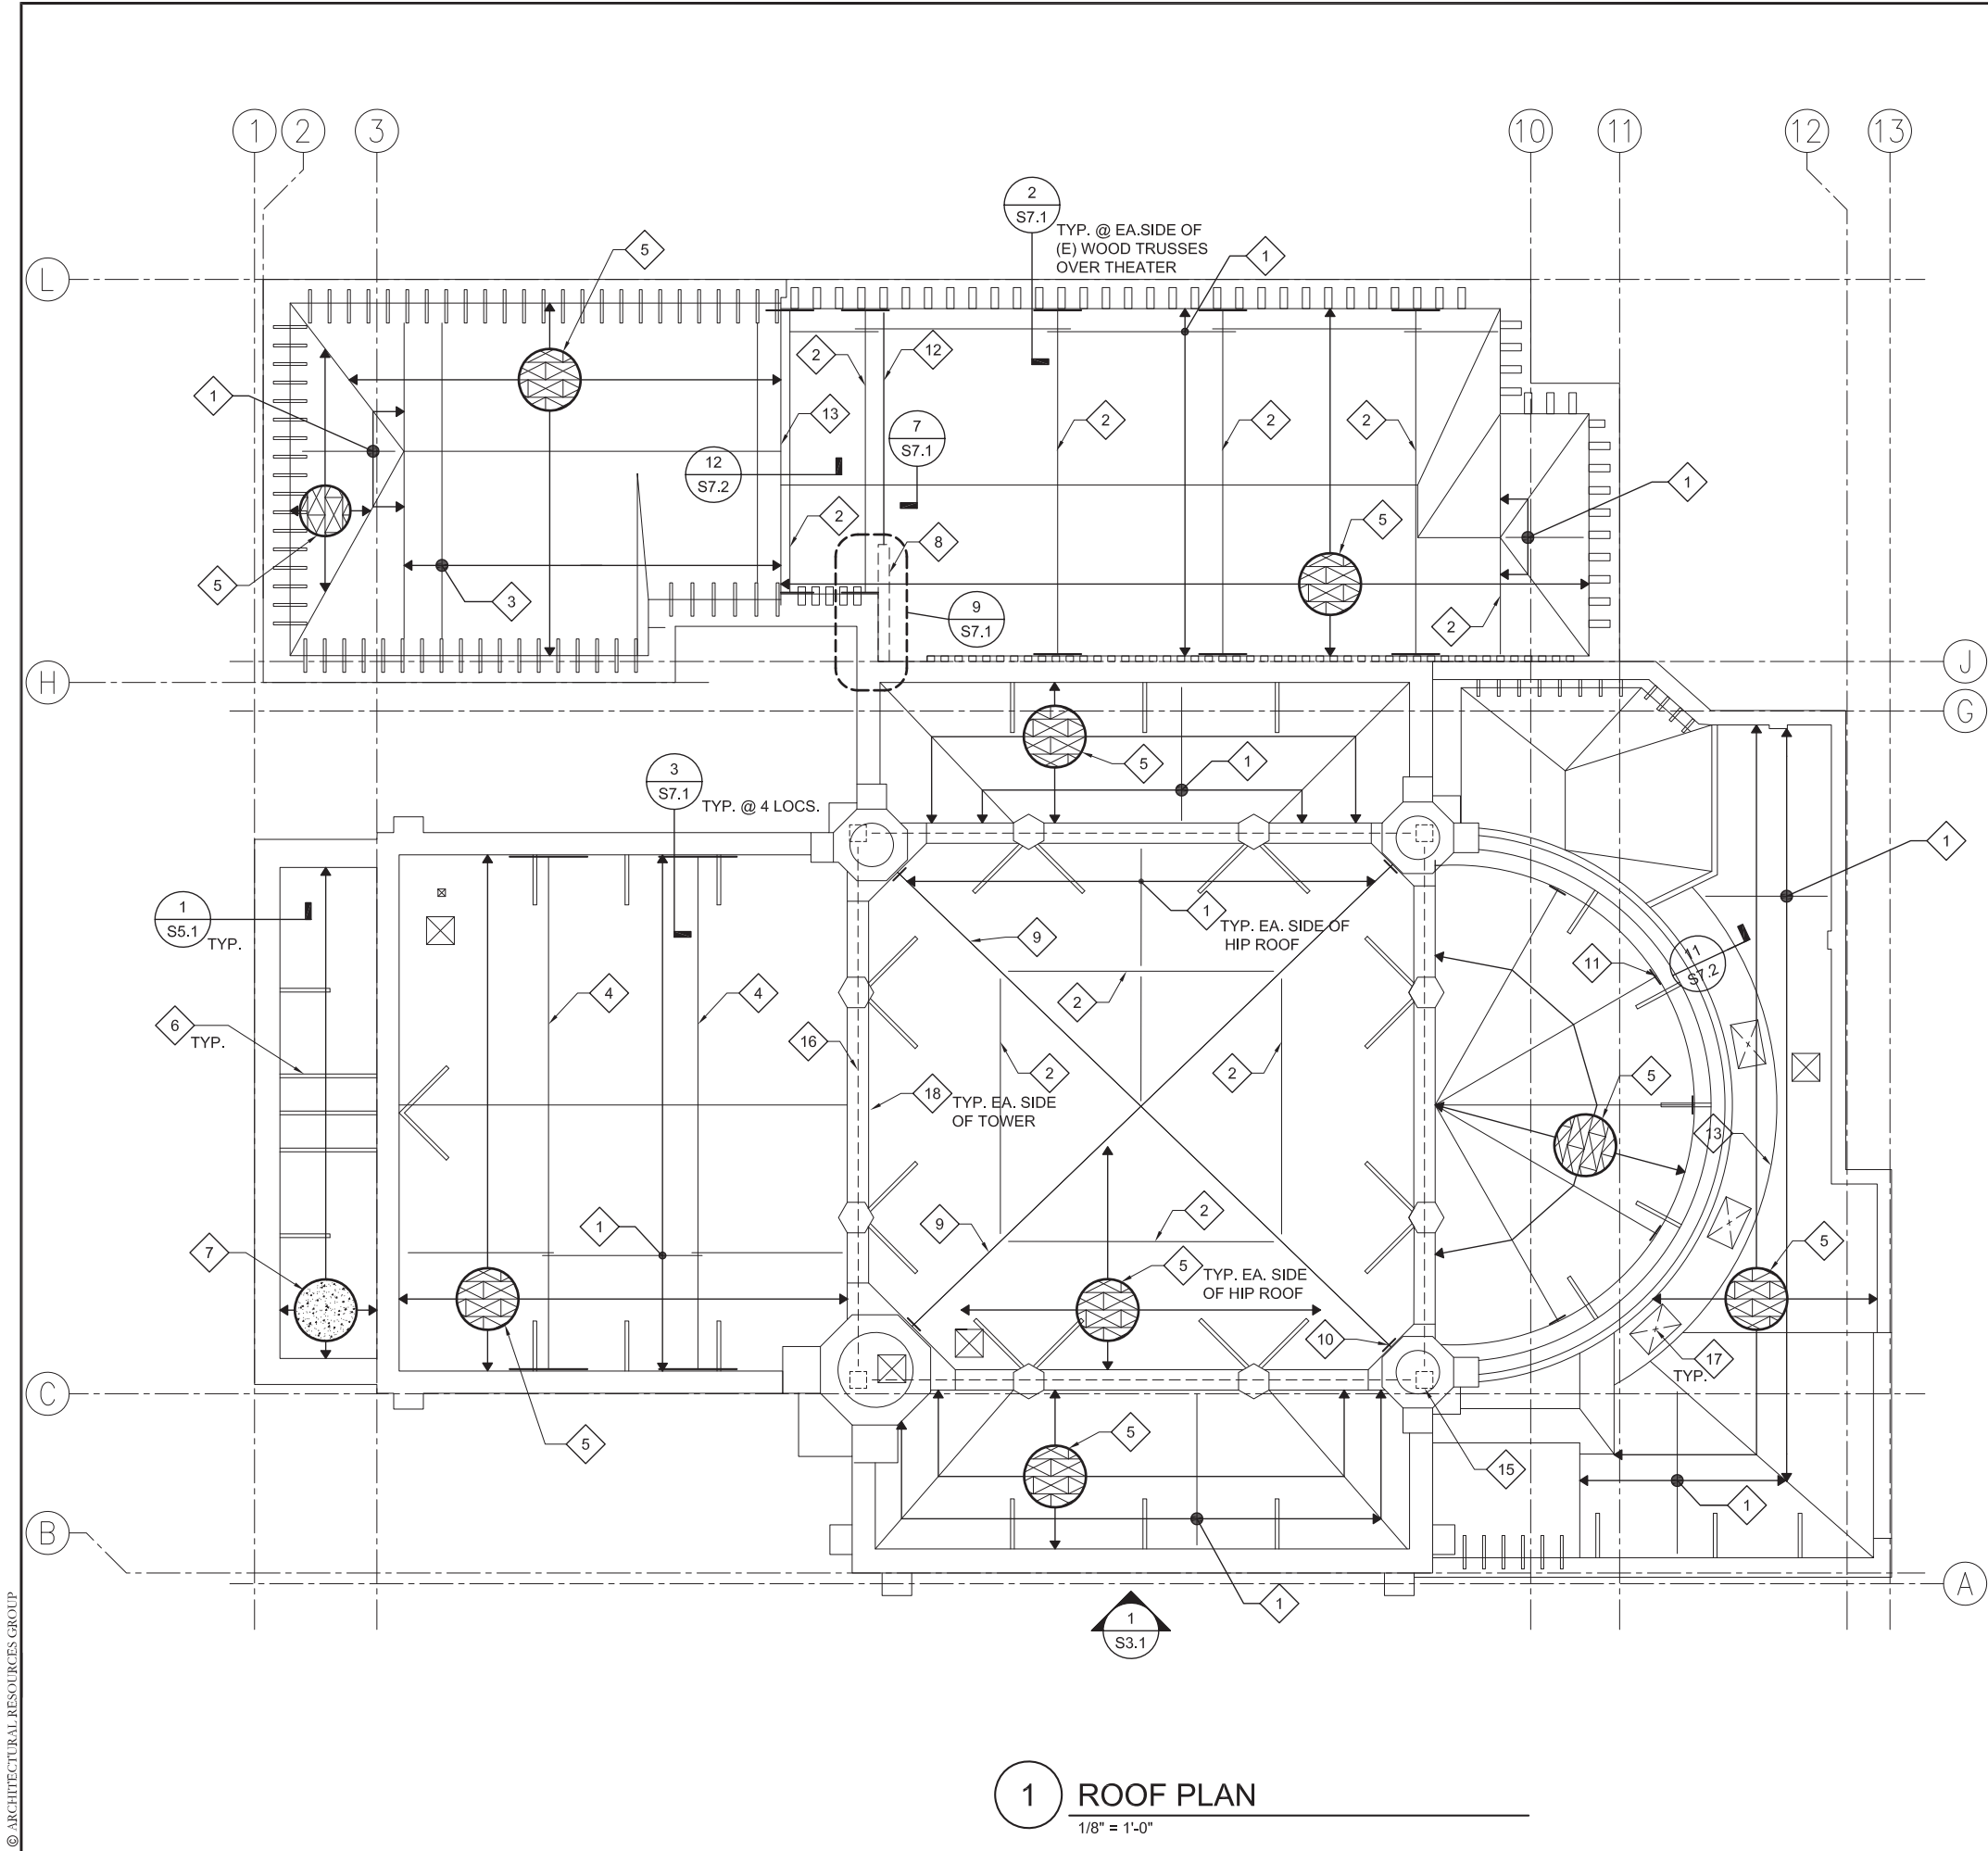 1
2
3
10
11
12
13
2
S7.1
TYP. @ EA.SIDE OF
(E) WOOD TRUSSES
OVER THEATER
5
1
L
2
12
1
13
2
2
2
7
S7.1
12
S7.2
1
2
5
8
5
3
9
S7.1
2
H
J
G
3
S7.1
TYP. @ 4 LOCS.
5
1
1
1
S5.1
TYP.
1
TYP. EA. SIDE OF
HIP ROOF
9
11
11
S7.2
4
4
2
6
TYP.
16
2
2
5
18
TYP. EA. SIDE
OF TOWER
13
2
1
9
7
5
TYP. EA. SIDE
OF HIP ROOF
5
10
17
TYP.
C
5
5
15
1
B
1
A
1
S3.1
1
ROOF PLAN
1/8" = 1'-0"
© ARCHITECTURAL RESOURCES GROUP